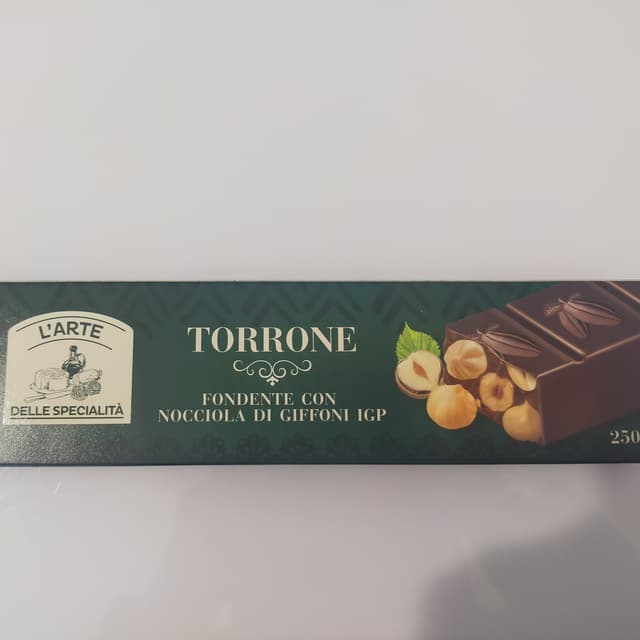 L'ARTE
DELLE SPECIALITÀ
TORRONE
FONDENTE CON
NOCCIOLA DI GIFFONI IGP
250